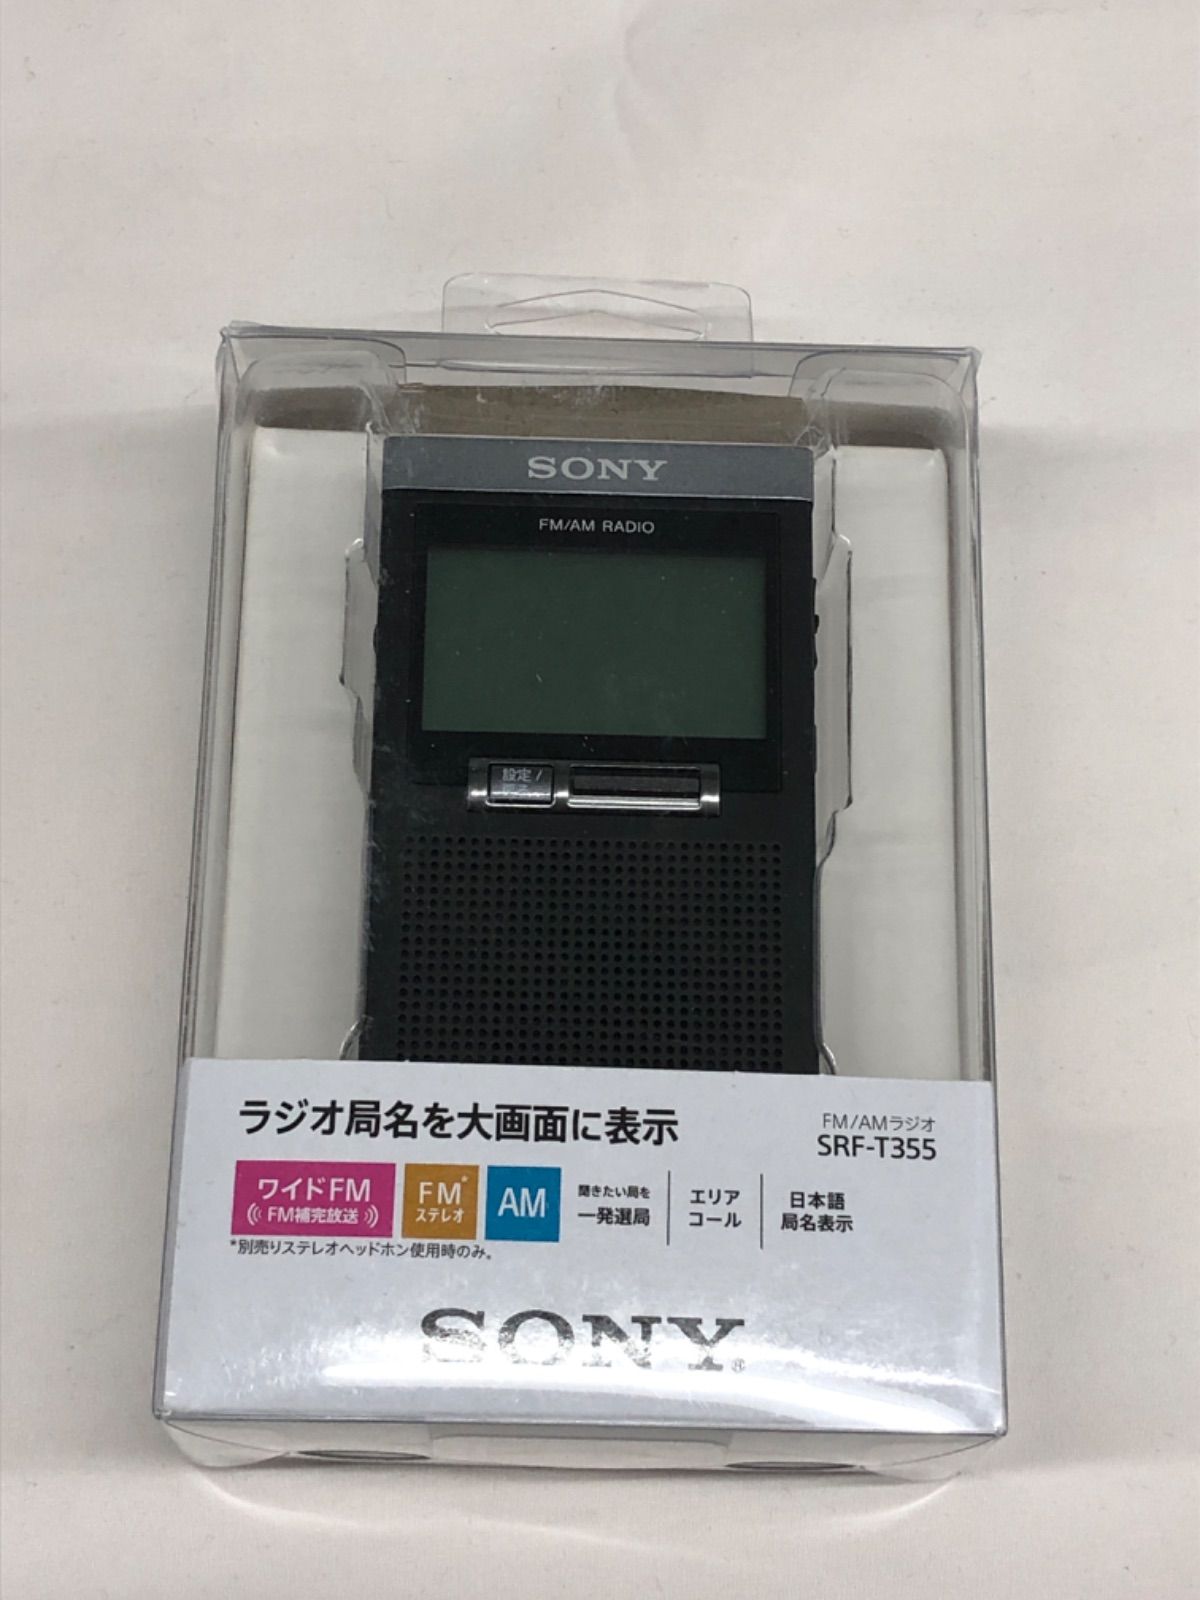 SONY
FM/AM RADIO
設定/
ラジオ局名を大画面に表示
FM/AMラジオ
SRF-T355
ワイドFM
FM補完放送
FM*
ステレオ
AM
聞きたい局を
一発選局
エリア
コール
日本語
局名表示
*別売りステレオヘッドホン使用時のみ。
SONY®